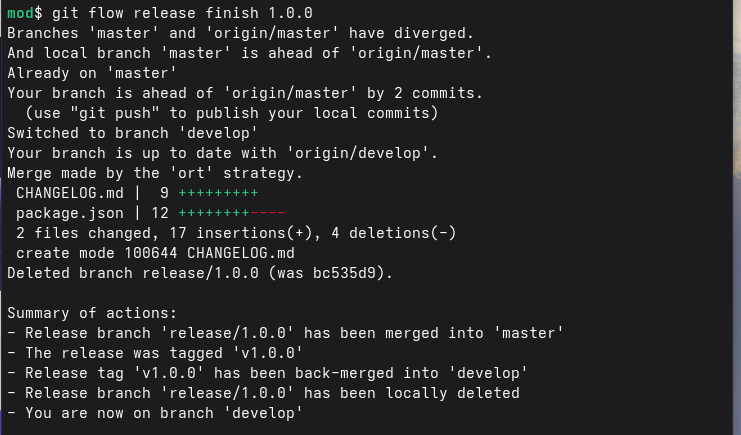 mod$ git flow release finish 1.0.0
Branches 'master' and 'origin/master' have diverged.
And local branch 'master' is ahead of 'origin/master'.
Already on 'master'
Your branch is ahead of 'origin/master' by 2 commits.
  (use "git push" to publish your local commits)
Switched to branch 'develop'
Your branch is up to date with 'origin/develop'.
Merge made by the 'ort' strategy.
 CHANGELOG.md |  9 +++++++++
 package.json | 12 ++++++++----
 2 files changed, 17 insertions(+), 4 deletions(-)
 create mode 100644 CHANGELOG.md
Deleted branch release/1.0.0 (was bc535d9).

Summary of actions:
- Release branch 'release/1.0.0' has been merged into 'master'
- The release was tagged 'v1.0.0'
- Release tag 'v1.0.0' has been back-merged into 'develop'
- Release branch 'release/1.0.0' has been locally deleted
- You are now on branch 'develop'